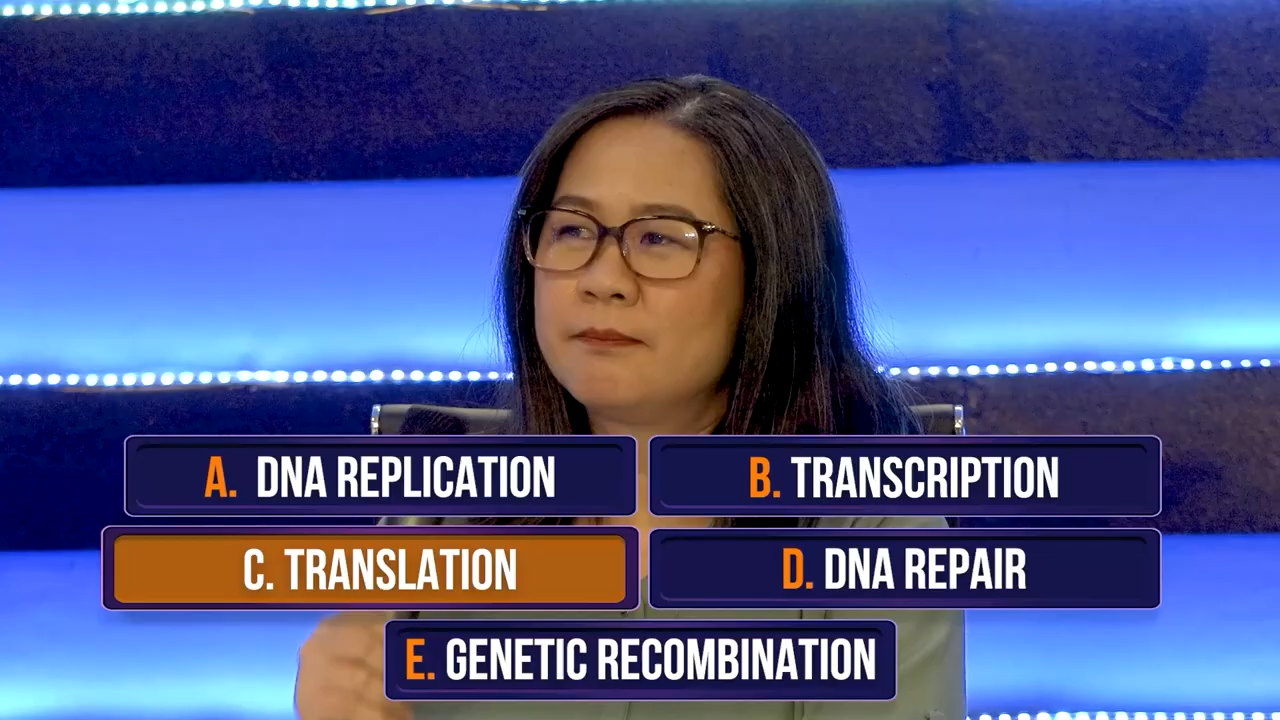 A. DNA REPLICATION
B. TRANSCRIPTION
C. TRANSLATION
D. DNA REPAIR
E. GENETIC RECOMBINATION